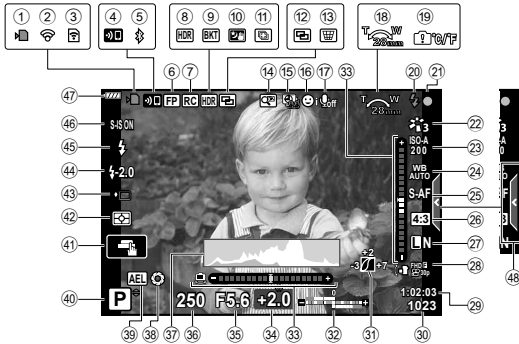 ① ② ③ ④ ⑤ ⑧ ⑨ ⑩ ⑪ ⑫ ⑬ ⑱ ⑲
HDR BKT T W 28mm °C/°F
⑥ ⑦ ⑭ ⑮ ⑯ ⑰ ㉝ ⑳ ㉑
㊼ FP RC HDR i off T W 28mm
㊻ S-IS ON 3 ㉒
ISO-A 200 ㉓
㊺ WB AUTO ㉔
㊹ -2.0 S-AF ㉕
㊸ 4:3 ㉖
㊷ L N ㉗
㊶ FHD F 30p ㉘
+2
-3 +7
㊵ P AEL 250 F5.6 +2.0 0 1:02:03 ㉙
1023
㊴ ㊳ ㊲ ㊱ ㉟ ㉞ ㉝ ㉜ ㉛ ㉚
㊽